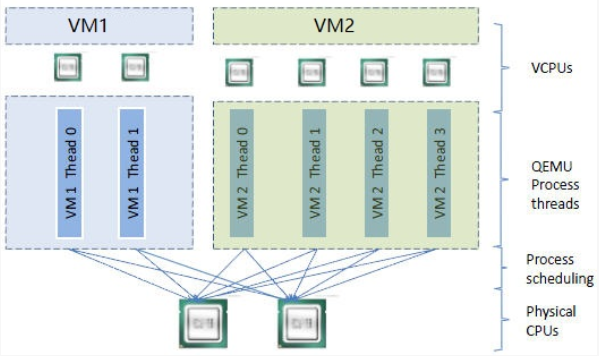 VM1
VM2
VCPUs
VM 1 Thead 0
VM 1 Thead 1
VM 2 Thead 0
VM 2 Thead 1
VM 2 Thead 2
VM 2 Thead 3
QEMU
Process
threads
Process
scheduling
Physical
CPUs